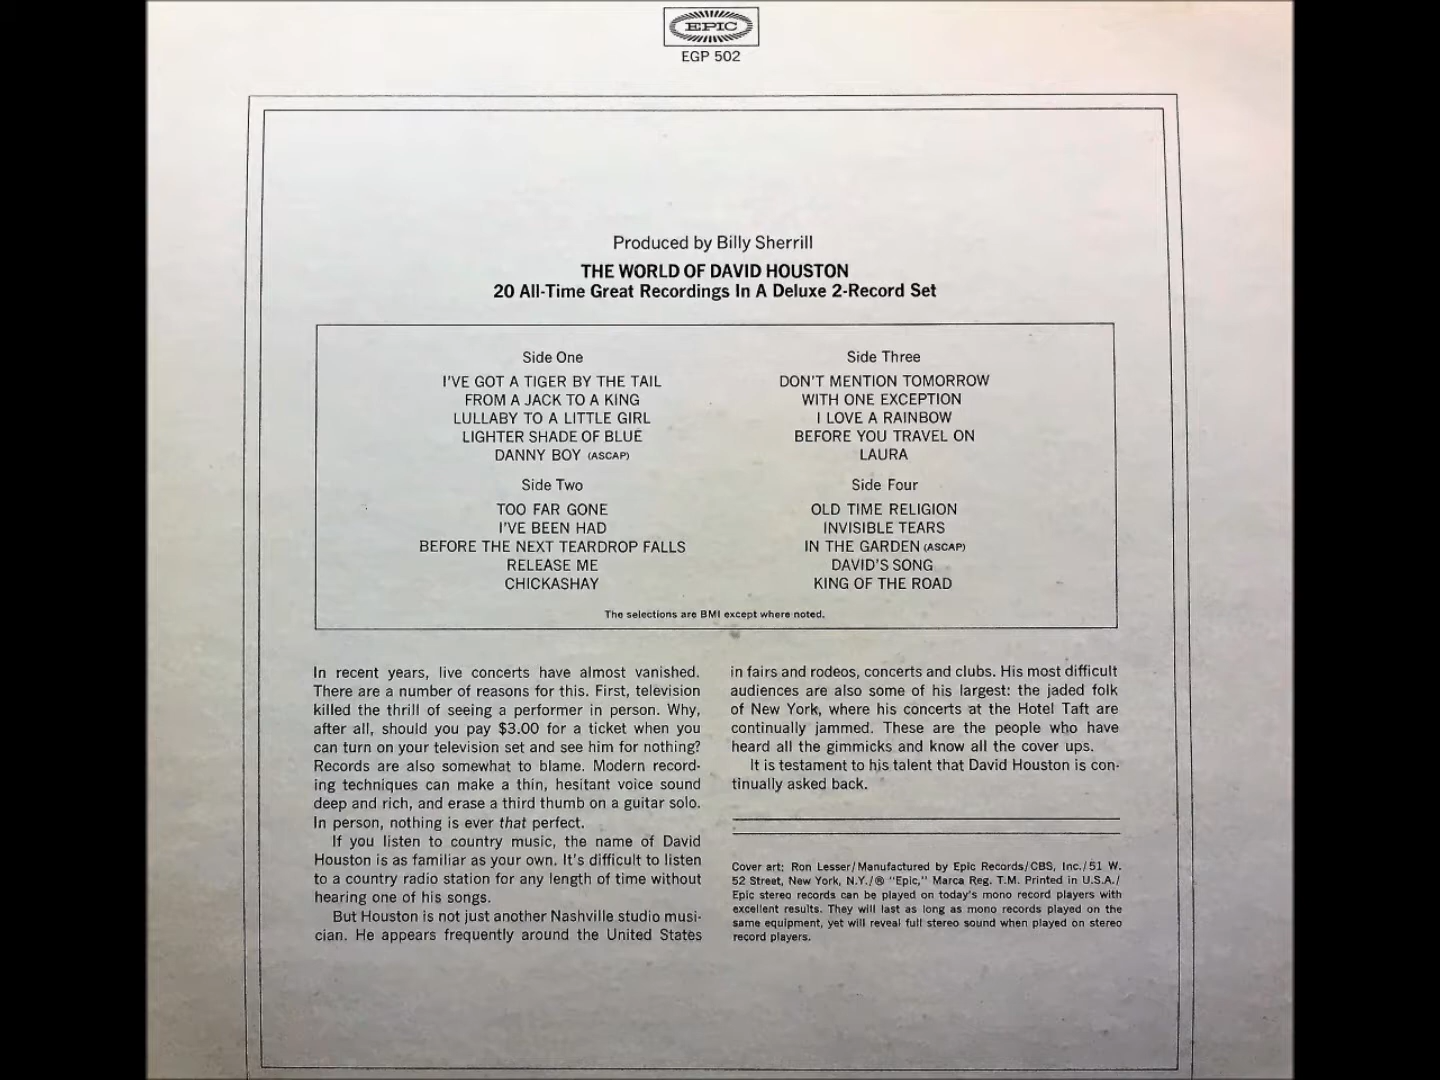 EPIC
EGP 502
Produced by Billy Sherrill
THE WORLD OF DAVID HOUSTON
20 All-Time Great Recordings In A Deluxe 2-Record Set
Side One
I'VE GOT A TIGER BY THE TAIL
FROM A JACK TO A KING
LULLABY TO A LITTLE GIRL
LIGHTER SHADE OF BLUE
DANNY BOY (ASCAP)
Side Two
TOO FAR GONE
I'VE BEEN HAD
BEFORE THE NEXT TEARDROP FALLS
RELEASE ME
CHICKASHAY
Side Three
DON'T MENTION TOMORROW
WITH ONE EXCEPTION
I LOVE A RAINBOW
BEFORE YOU TRAVEL ON
LAURA
Side Four
OLD TIME RELIGION
INVISIBLE TEARS
IN THE GARDEN (ASCAP)
DAVID'S SONG
KING OF THE ROAD
The selections are BMI except where noted.
In recent years, live concerts have almost vanished.
There are a number of reasons for this. First, television
killed the thrill of seeing a performer in person. Why,
after all, should you pay $3.00 for a ticket when you
can turn on your television set and see him for nothing?
Records are also somewhat to blame. Modern record-
ing techniques can make a thin, hesitant voice sound
deep and rich, and erase a third thumb on a guitar solo.
In person, nothing is ever that perfect.
If you listen to country music, the name of David
Houston is as familiar as your own. It's difficult to listen
to a country radio station for any length of time without
hearing one of his songs.
But Houston is not just another Nashville studio musi-
cian. He appears frequently around the United States
in fairs and rodeos, concerts and clubs. His most difficult
audiences are also some of his largest: the jaded folk
of New York, where his concerts at the Hotel Taft are
continually jammed. These are the people who have
heard all the gimmicks and know all the cover ups.
It is testament to his talent that David Houston is con-
tinually asked back.
Cover art: Ron Lesser/Manufactured by Epic Records/CBS, Inc./51 W.
52 Street, New York, N.Y./® "Epic," Marca Reg. T.M. Printed in U.S.A./
Epic stereo records can be played on today's mono record players with
excellent results. They will last as long as mono records played on the
same equipment, yet will reveal full stereo sound when played on stereo
record players.